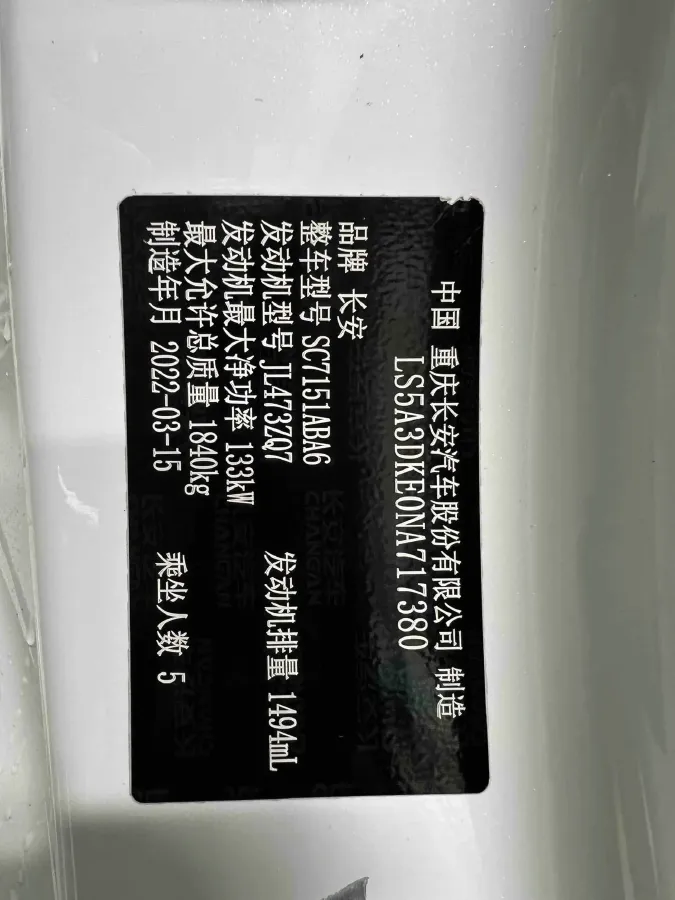 中国 重庆长安汽车股份有限公司 制造
LS5A3DKE0NA717380
品牌 长安
整车型号 SC7151ABA6
发动机型号 JL473ZQ7 发动机排量 1494mL
发动机最大净功率 133kW
最大允许总质量 1840kg
制造年月 2022-03-15 乘坐人数 5